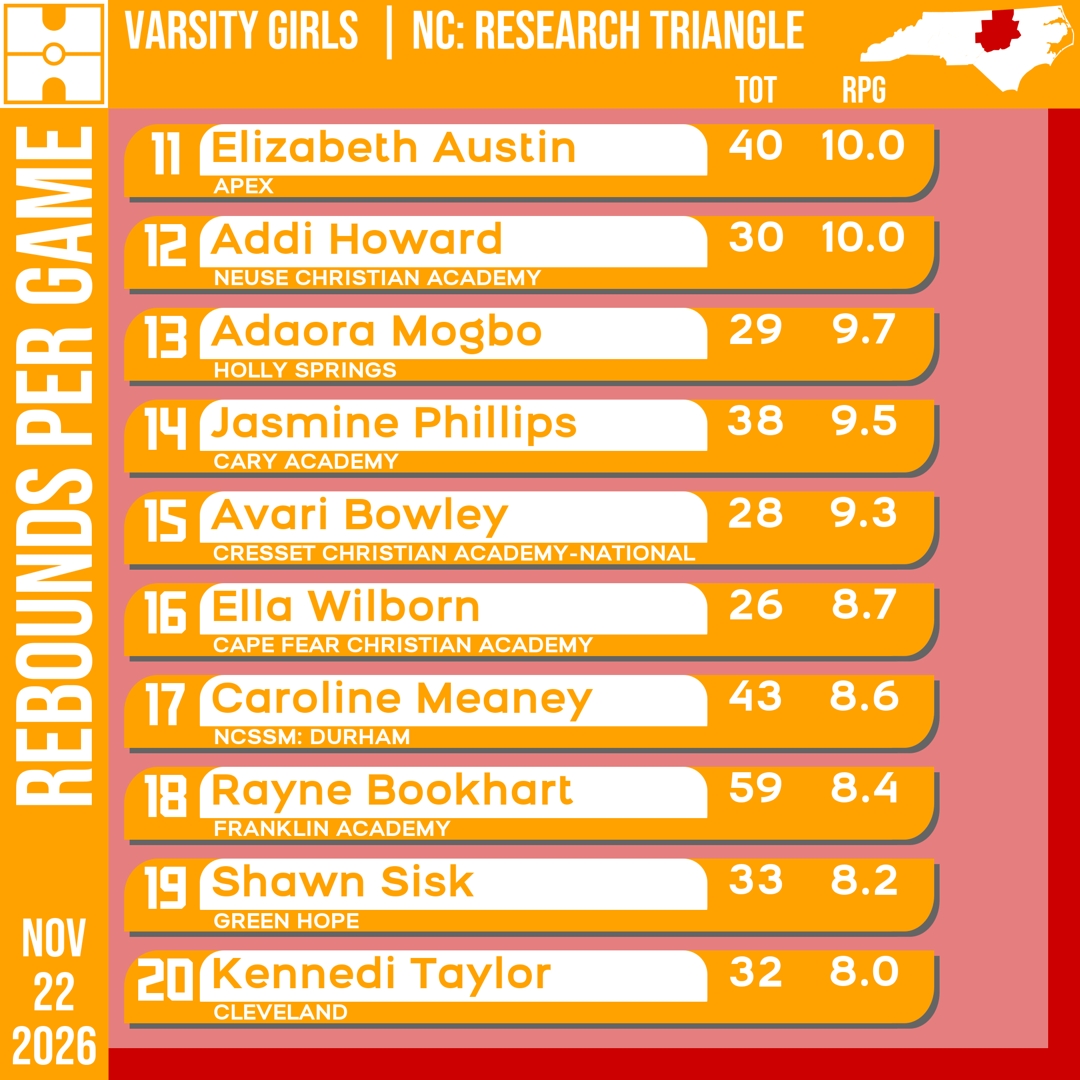 VARSITY GIRLS | NC: RESEARCH TRIANGLE
TOT RPG
REBOUNDS PER GAME
NOV
22
2026
11 Elizabeth Austin 40 10.0
APEX
12 Addi Howard 30 10.0
NEUSE CHRISTIAN ACADEMY
13 Adaora Mogbo 29 9.7
HOLLY SPRINGS
14 Jasmine Phillips 38 9.5
CARY ACADEMY
15 Avari Bowley 28 9.3
CRESSET CHRISTIAN ACADEMY-NATIONAL
16 Ella Wilborn 26 8.7
CAPE FEAR CHRISTIAN ACADEMY
17 Caroline Meaney 43 8.6
NCSSM: DURHAM
18 Rayne Bookhart 59 8.4
FRANKLIN ACADEMY
19 Shawn Sisk 33 8.2
GREEN HOPE
20 Kennedi Taylor 32 8.0
CLEVELAND